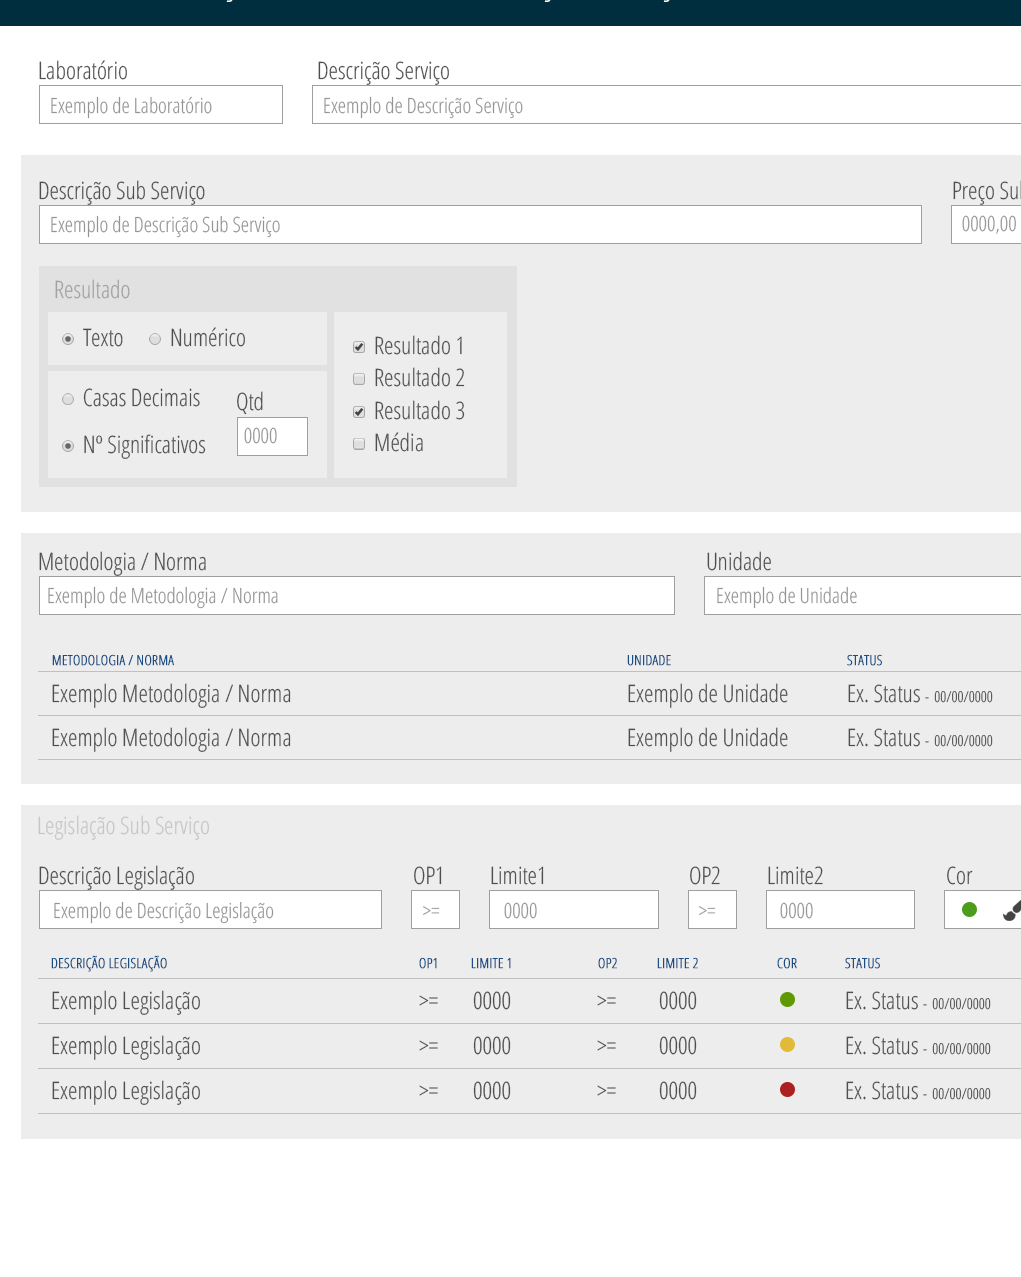 Laboratório Descrição Serviço
Exemplo de Laboratório Exemplo de Descrição Serviço
Descrição Sub Serviço Preço
Exemplo de Descrição Sub Serviço 0000,00
Resultado
Texto Numérico
Resultado 1
Resultado 2
Casas Decimais Qtd
Resultado 3
Nº Significativos 0000
Média
Metodologia / Norma Unidade
Exemplo de Metodologia / Norma Exemplo de Unidade
METODOLOGIA / NORMA UNIDADE STATUS
Exemplo Metodologia / Norma Exemplo de Unidade Ex. Status - 00/00/0000
Exemplo Metodologia / Norma Exemplo de Unidade Ex. Status - 00/00/0000
Legislação Sub Serviço
Descrição Legislação OP1 Limite1 OP2 Limite2 Cor
Exemplo de Descrição Legislação >= 0000 >= 0000
DESCRIÇÃO LEGISLAÇÃO OP1 LIMITE 1 OP2 LIMITE 2 COR STATUS
Exemplo Legislação >= 0000 >= 0000 Ex. Status - 00/00/0000
Exemplo Legislação >= 0000 >= 0000 Ex. Status - 00/00/0000
Exemplo Legislação >= 0000 >= 0000 Ex. Status - 00/00/0000